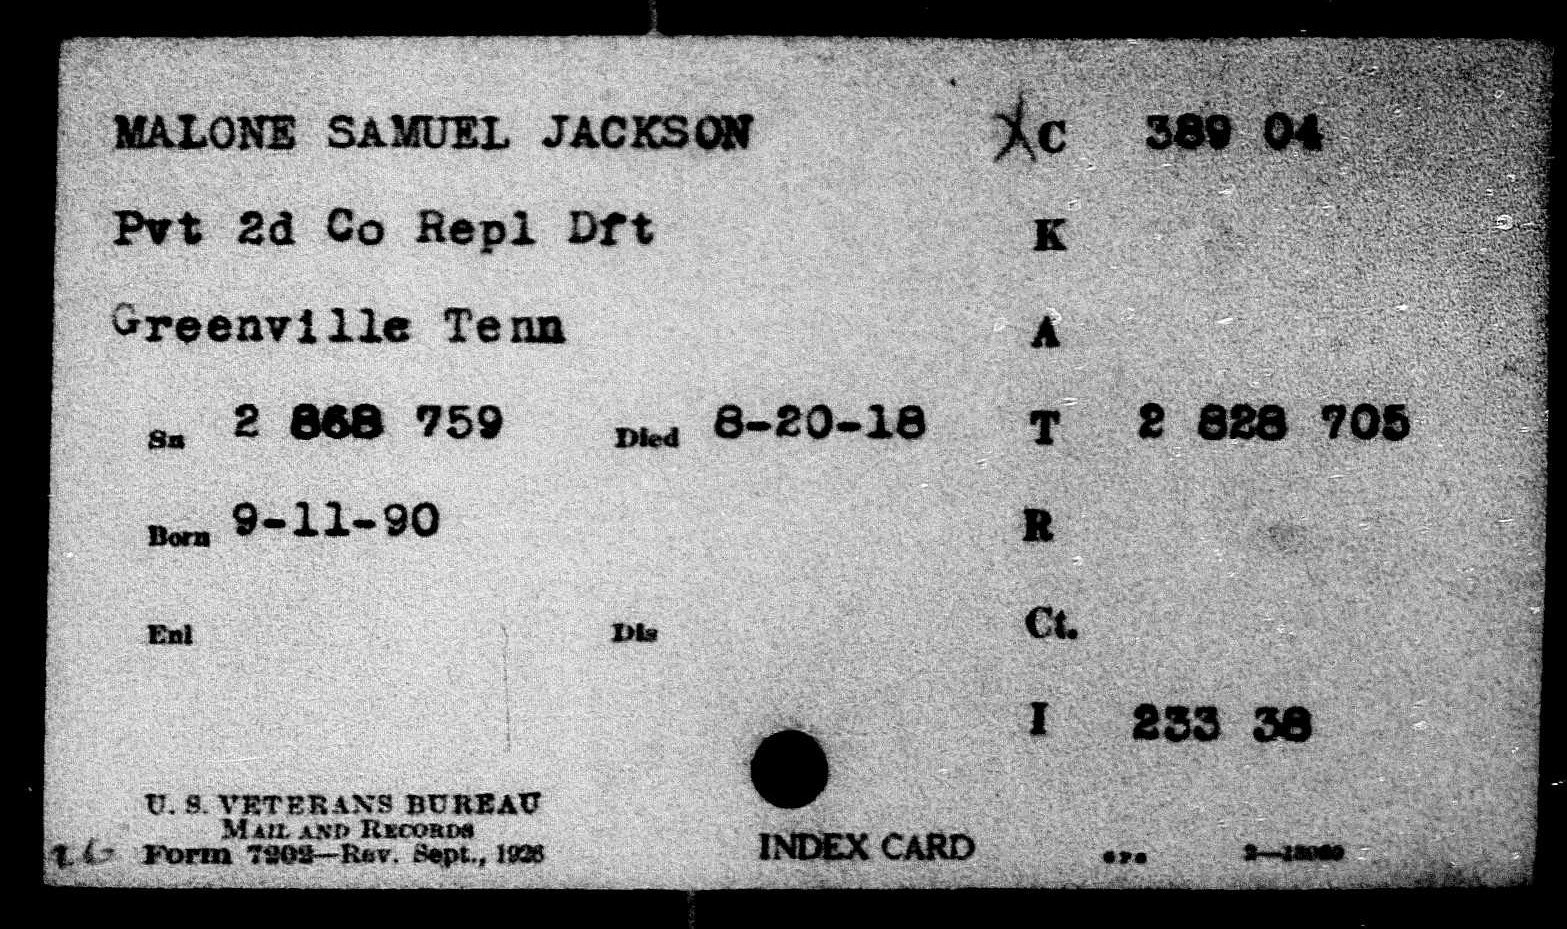 MALONE SAMUEL JACKSON XC 389 04
Pvt 2d Co Repl Dft K
Greenville Tenn A
Sn 2 868 759 Died 8-20-18 T 2 828 705
Born 9-11-90 R
Enl Dis Ct.
I 233 38
U. S. VETERANS BUREAU
MAIL AND RECORDS
Form 7202—Rev. Sept., 1926 INDEX CARD GPO